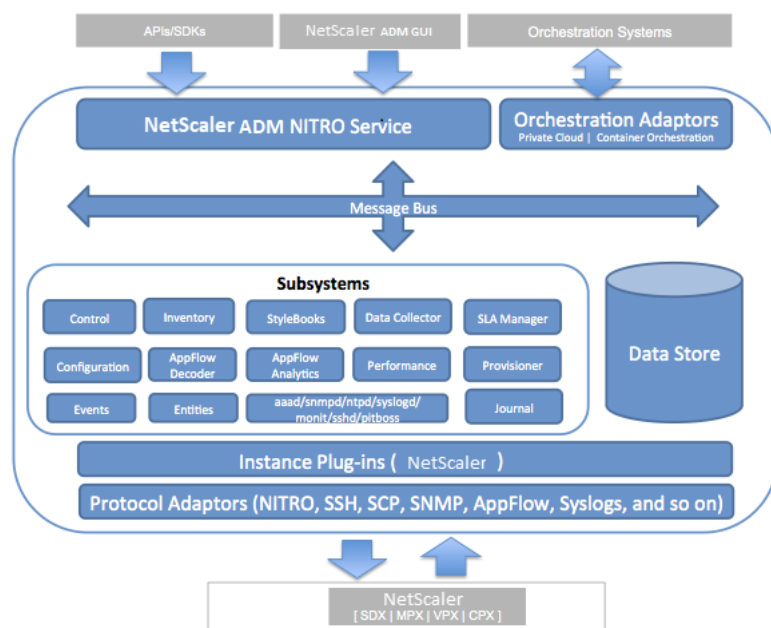 APIs/SDKs
NetScaler ADM GUI
Orchestration Systems
NetScaler ADM NITRO Service
Orchestration Adaptors
Private Cloud | Container Orchestration
Message Bus
Subsystems
Control
Inventory
StyleBooks
Data Collector
SLA Manager
Configuration
AppFlow
Decoder
AppFlow
Analytics
Performance
Provisioner
Events
Entities
aaad/snmpd/ntpd/syslogd/
monit/sshd/pitboss
Journal
Data Store
Instance Plug-ins ( NetScaler )
Protocol Adaptors (NITRO, SSH, SCP, SNMP, AppFlow, Syslogs, and so on)
NetScaler
[ SDX | MPX | VPX | CPX ]